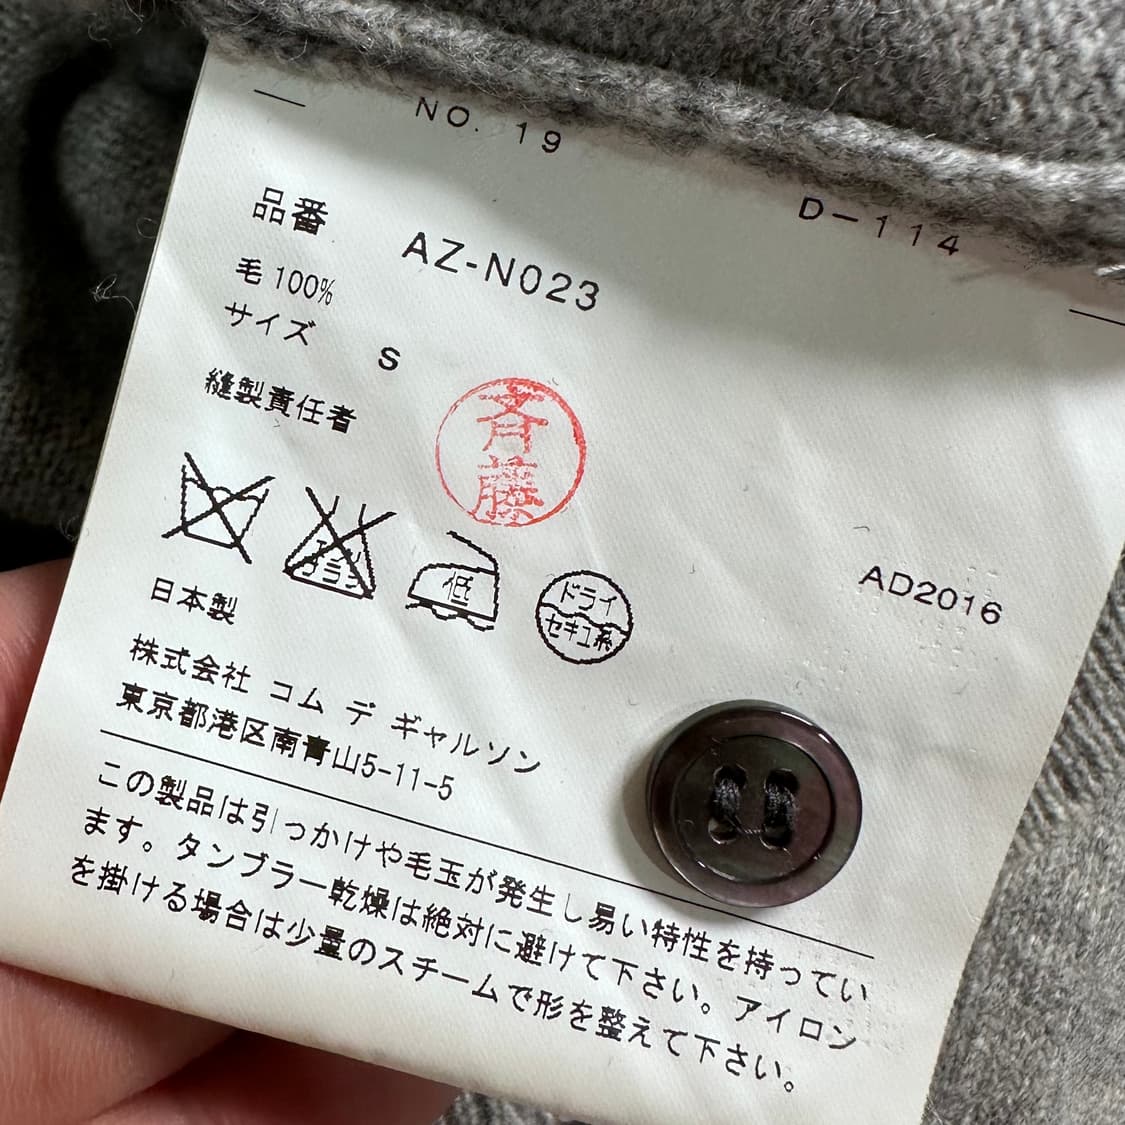 NO. 19
D-114
品番 AZ-N023
毛 100%
サイズ S
縫製責任者
斉藤
エンソ
サラシ
低
ドライ
セキユ系
AD2016
日本製
株式会社 コム デ ギャルソン
東京都港区南青山5-11-5
この製品は引っかけや毛玉が発生し易い特性を持ってい
ます。タンブラー乾燥は絶対に避けて下さい。アイロン
を掛ける場合は少量のスチームで形を整えて下さい。